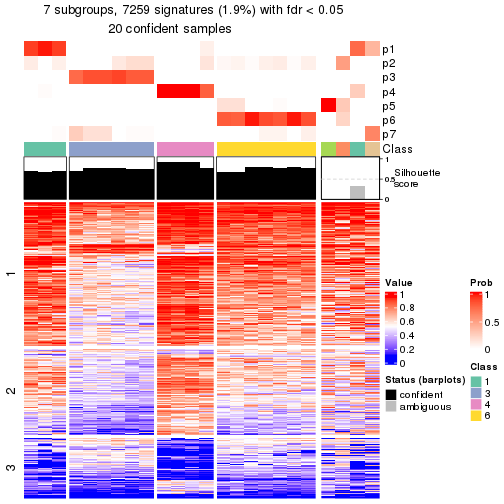 7 subgroups, 7259 signatures (1.9%) with fdr < 0.05
20 confident samples
p1
p2
p3
p4
p5
p6
p7
Class
1
0.5
0
Silhouette
score
1
2
3
Value
1
0.8
0.6
0.4
0.2
0
Status (barplots)
confident
ambiguous
Prob
1
0.5
0
Class
1
3
4
6